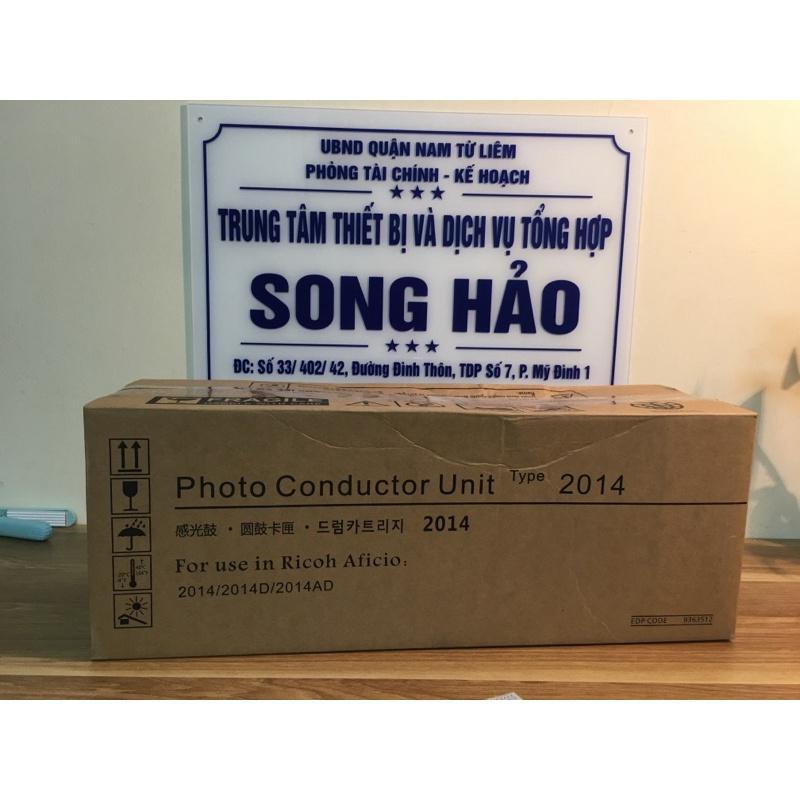 UBND QUẬN NAM TỪ LIÊM
PHÒNG TÀI CHÍNH - KẾ HOẠCH
TRUNG TÂM THIẾT BỊ VÀ DỊCH VỤ TỔNG HỢP
SONG HẢO
ĐC: Số 33/ 402/ 42, Đường Đình Thôn, TDP Số 7, P. Mỹ Đình 1
FRAGILE
Photo Conductor Unit Type 2014
感光鼓 · 圆鼓卡匣 · 드럼카트리지 2014
For use in Ricoh Aficio:
2014/2014D/2014AD
EDP CODE 9363512